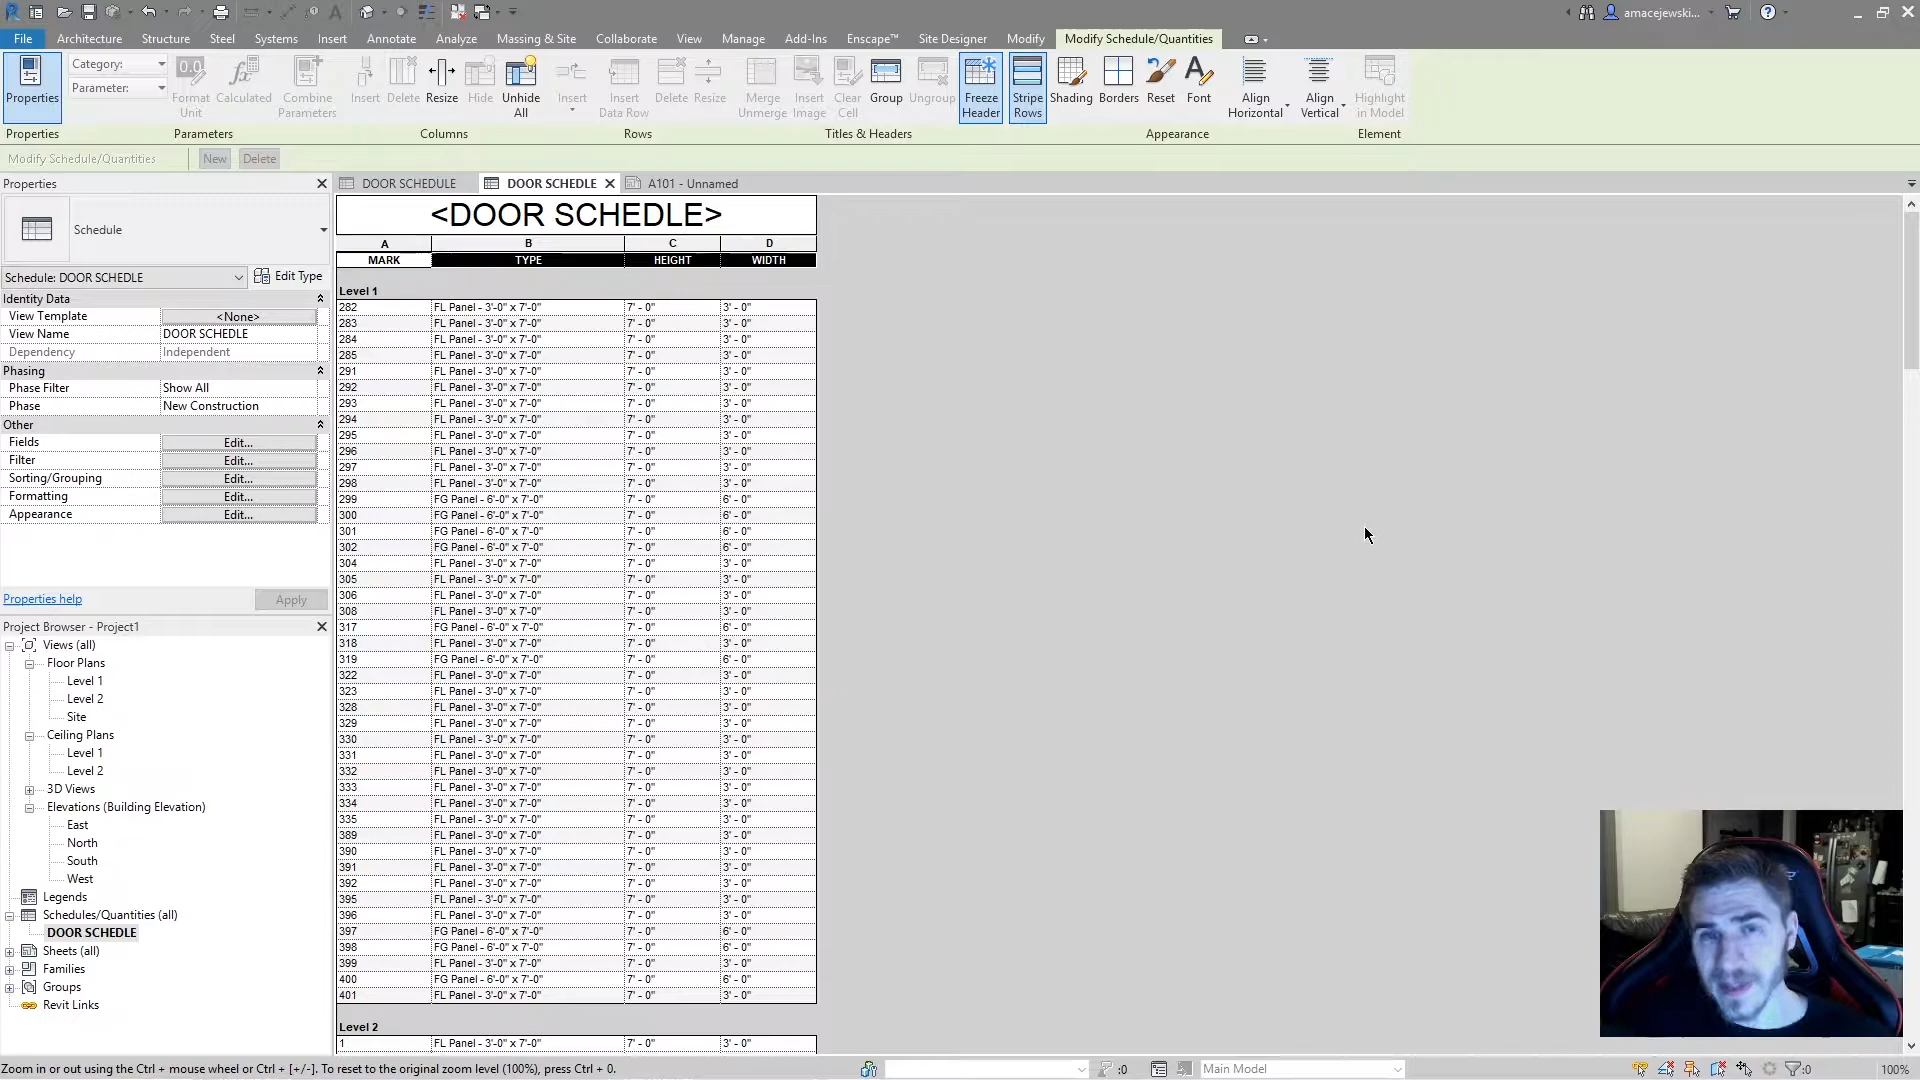 amacejewski...
File Architecture Structure Steel Systems Insert Annotate Analyze Massing & Site Collaborate View Manage Add-Ins Enscape™ Site Designer Modify Modify Schedule/Quantities
Category:
Parameter:
Properties
Format Unit
Calculated
Combine Parameters
Insert
Delete
Resize
Hide
Unhide All
Insert
Insert Data Row
Delete
Resize
Merge Unmerge
Insert Image
Clear Cell
Group
Ungroup
Freeze Header
Stripe Rows
Shading
Borders
Reset
Font
Align Horizontal
Align Vertical
Highlight in Model
Properties Parameters Columns Rows Titles & Headers Appearance Element
Modify Schedule/Quantities New Delete
Properties
Schedule
Schedule: DOOR SCHEDLE Edit Type
Identity Data
View Template <None>
View Name DOOR SCHEDLE
Dependency Independent
Phasing
Phase Filter Show All
Phase New Construction
Other
Fields Edit...
Filter Edit...
Sorting/Grouping Edit...
Formatting Edit...
Appearance Edit...
Properties help Apply
Project Browser - Project1
Views (all)
Floor Plans
Level 1
Level 2
Site
Ceiling Plans
Level 1
Level 2
3D Views
Elevations (Building Elevation)
East
North
South
West
Legends
Schedules/Quantities (all)
DOOR SCHEDLE
Sheets (all)
Families
Groups
Revit Links
DOOR SCHEDULE DOOR SCHEDLE A101 - Unnamed
<DOOR SCHEDLE>
A B C D
MARK TYPE HEIGHT WIDTH
Level 1
282 FL Panel - 3'-0" x 7'-0" 7' - 0" 3' - 0"
283 FL Panel - 3'-0" x 7'-0" 7' - 0" 3' - 0"
284 FL Panel - 3'-0" x 7'-0" 7' - 0" 3' - 0"
285 FL Panel - 3'-0" x 7'-0" 7' - 0" 3' - 0"
291 FL Panel - 3'-0" x 7'-0" 7' - 0" 3' - 0"
292 FL Panel - 3'-0" x 7'-0" 7' - 0" 3' - 0"
293 FL Panel - 3'-0" x 7'-0" 7' - 0" 3' - 0"
294 FL Panel - 3'-0" x 7'-0" 7' - 0" 3' - 0"
295 FL Panel - 3'-0" x 7'-0" 7' - 0" 3' - 0"
296 FL Panel - 3'-0" x 7'-0" 7' - 0" 3' - 0"
297 FL Panel - 3'-0" x 7'-0" 7' - 0" 3' - 0"
298 FL Panel - 3'-0" x 7'-0" 7' - 0" 3' - 0"
299 FG Panel - 6'-0" x 7'-0" 7' - 0" 6' - 0"
300 FG Panel - 6'-0" x 7'-0" 7' - 0" 6' - 0"
301 FG Panel - 6'-0" x 7'-0" 7' - 0" 6' - 0"
302 FG Panel - 6'-0" x 7'-0" 7' - 0" 6' - 0"
304 FL Panel - 3'-0" x 7'-0" 7' - 0" 3' - 0"
305 FL Panel - 3'-0" x 7'-0" 7' - 0" 3' - 0"
306 FL Panel - 3'-0" x 7'-0" 7' - 0" 3' - 0"
308 FL Panel - 3'-0" x 7'-0" 7' - 0" 3' - 0"
317 FG Panel - 6'-0" x 7'-0" 7' - 0" 6' - 0"
318 FL Panel - 3'-0" x 7'-0" 7' - 0" 3' - 0"
319 FG Panel - 6'-0" x 7'-0" 7' - 0" 6' - 0"
322 FL Panel - 3'-0" x 7'-0" 7' - 0" 3' - 0"
323 FL Panel - 3'-0" x 7'-0" 7' - 0" 3' - 0"
328 FL Panel - 3'-0" x 7'-0" 7' - 0" 3' - 0"
329 FL Panel - 3'-0" x 7'-0" 7' - 0" 3' - 0"
330 FL Panel - 3'-0" x 7'-0" 7' - 0" 3' - 0"
331 FL Panel - 3'-0" x 7'-0" 7' - 0" 3' - 0"
332 FL Panel - 3'-0" x 7'-0" 7' - 0" 3' - 0"
333 FL Panel - 3'-0" x 7'-0" 7' - 0" 3' - 0"
334 FL Panel - 3'-0" x 7'-0" 7' - 0" 3' - 0"
335 FL Panel - 3'-0" x 7'-0" 7' - 0" 3' - 0"
389 FL Panel - 3'-0" x 7'-0" 7' - 0" 3' - 0"
390 FL Panel - 3'-0" x 7'-0" 7' - 0" 3' - 0"
391 FL Panel - 3'-0" x 7'-0" 7' - 0" 3' - 0"
392 FL Panel - 3'-0" x 7'-0" 7' - 0" 3' - 0"
395 FL Panel - 3'-0" x 7'-0" 7' - 0" 3' - 0"
396 FL Panel - 3'-0" x 7'-0" 7' - 0" 3' - 0"
397 FG Panel - 6'-0" x 7'-0" 7' - 0" 6' - 0"
398 FG Panel - 6'-0" x 7'-0" 7' - 0" 6' - 0"
399 FL Panel - 3'-0" x 7'-0" 7' - 0" 3' - 0"
400 FG Panel - 6'-0" x 7'-0" 7' - 0" 6' - 0"
401 FL Panel - 3'-0" x 7'-0" 7' - 0" 3' - 0"
Level 2
1 FL Panel - 3'-0" x 7'-0" 7' - 0" 3' - 0"
Zoom in or out using the Ctrl + mouse wheel or Ctrl + [+/-]. To reset to the original zoom level (100%), press Ctrl + 0. :0 Main Model :0 100%